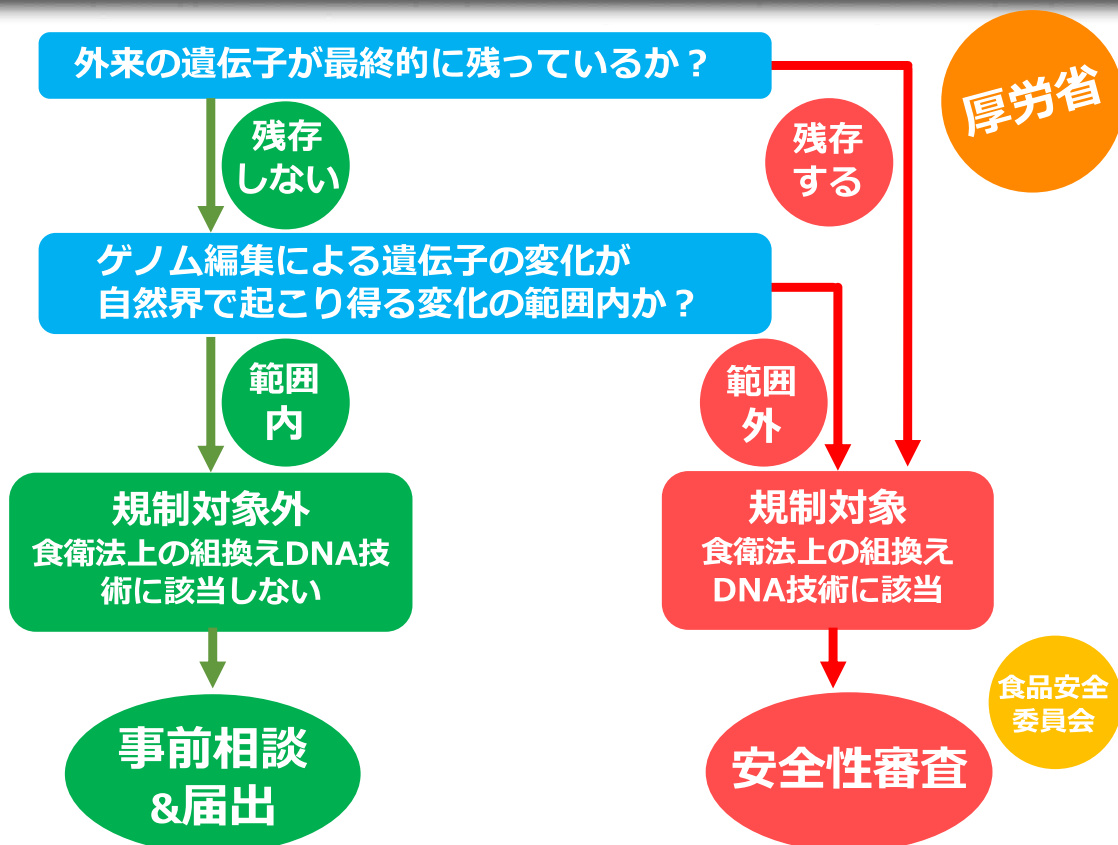 外来の遺伝子が最終的に残っているか？
厚労省
残存
しない
残存
する
ゲノム編集による遺伝子の変化が
自然界で起こり得る変化の範囲内か？
範囲
内
範囲
外
規制対象外
食衛法上の組換えDNA技
術に該当しない
規制対象
食衛法上の組換え
DNA技術に該当
食品安全
委員会
事前相談
&届出
安全性審査